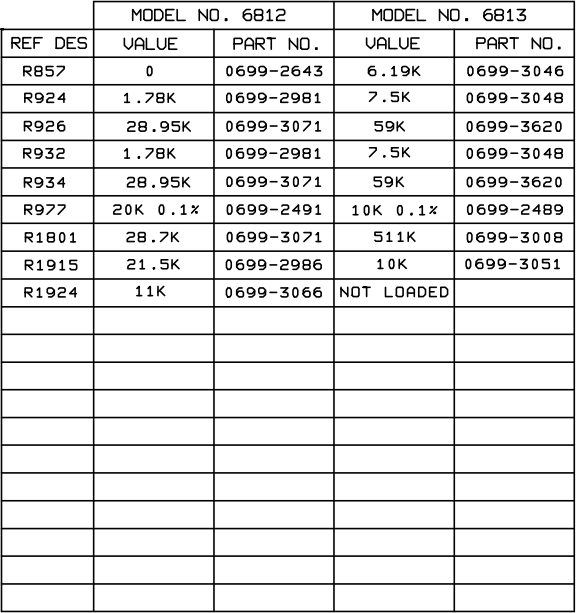 MODEL NO. 6812 MODEL NO. 6813
REF DES VALUE PART NO. VALUE PART NO.
R857 0 0699-2643 6.19K 0699-3046
R924 1.78K 0699-2981 7.5K 0699-3048
R926 28.95K 0699-3071 59K 0699-3620
R932 1.78K 0699-2981 7.5K 0699-3048
R934 28.95K 0699-3071 59K 0699-3620
R977 20K 0.1% 0699-2491 10K 0.1% 0699-2489
R1801 28.7K 0699-3071 511K 0699-3008
R1915 21.5K 0699-2986 10K 0699-3051
R1924 11K 0699-3066 NOT LOADED